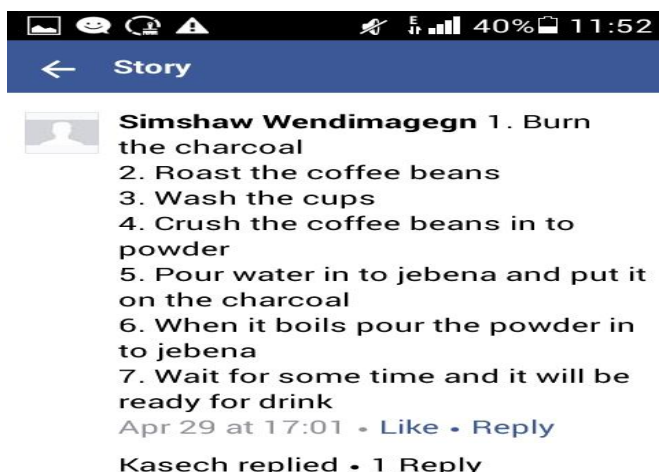 40% 11:52
Story
Simshaw Wendimagegn 1. Burn
the charcoal
2. Roast the coffee beans
3. Wash the cups
4. Crush the coffee beans in to
powder
5. Pour water in to jebena and put it
on the charcoal
6. When it boils pour the powder in
to jebena
7. Wait for some time and it will be
ready for drink
Apr 29 at 17:01 • Like • Reply
Kasech replied • 1 Reply